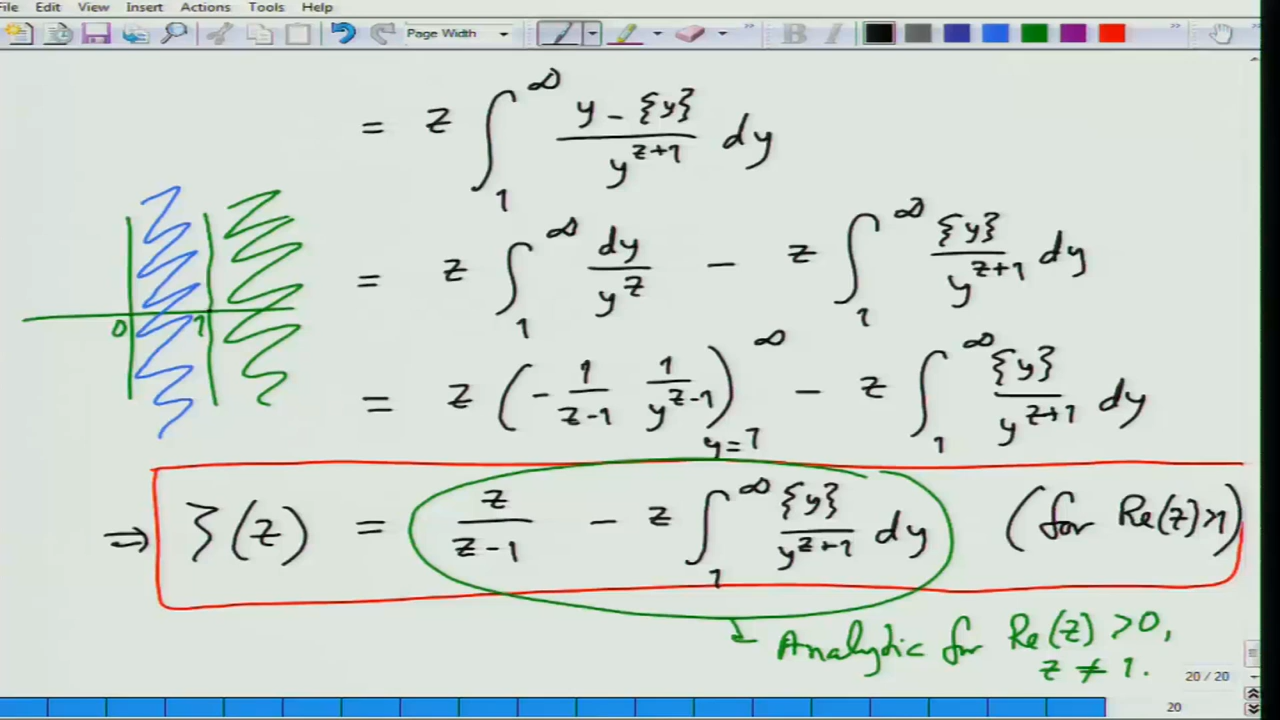 File Edit View Insert Actions Tools Help
Page Width
= z ∫_1^∞ (y - {y}) / y^{z+1} dy
= z ∫_1^∞ dy / y^z - z ∫_1^∞ {y} / y^{z+1} dy
0 1
= z ( - 1/(z-1) 1/y^{z-1} )_{y=1}^∞ - z ∫_1^∞ {y} / y^{z+1} dy
⇒ ζ(z) = z/(z-1) - z ∫_1^∞ {y} / y^{z+1} dy (for Re(z)>1)
Analytic for Re(z) >0,
z ≠ 1.
20 / 20
20